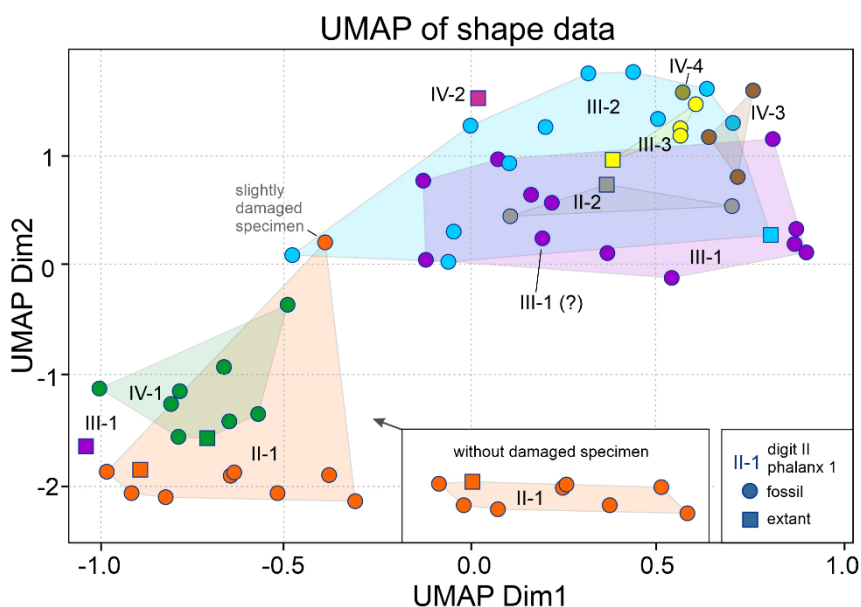 UMAP of shape data
IV-2
IV-4
III-2
IV-3
III-3
slightly
damaged
specimen
II-2
III-1
III-1 (?)
IV-1
III-1
II-1
without damaged specimen
II-1
II-1
digit II
phalanx 1
fossil
extant
1
0
-1
-2
UMAP Dim2
-1.0
-0.5
0.0
0.5
1.0
UMAP Dim1